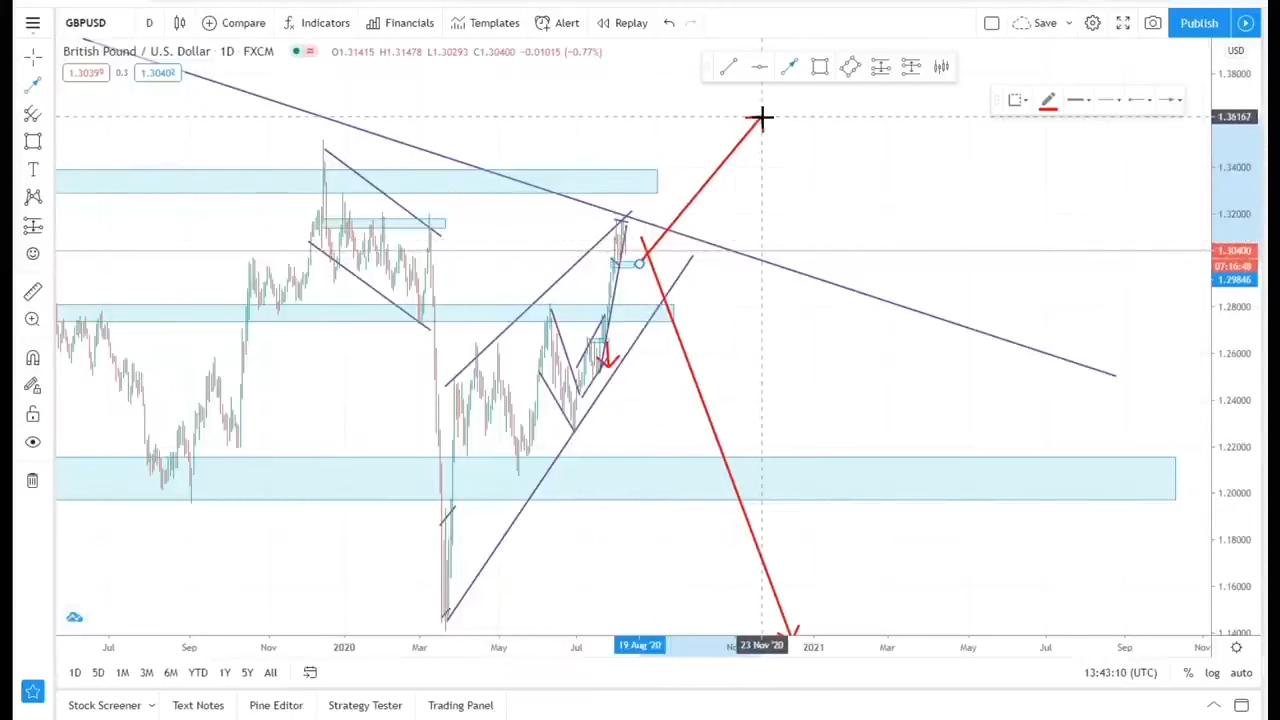 GBPUSD D Compare Indicators Financials Templates Alert Replay Save Publish
British Pound / U.S. Dollar · 1D · FXCM O1.31415 H1.31478 L1.30293 C1.30400 −0.01015 (−0.77%) USD
1.30399 0.3 1.30402
1.38000
1.36167
1.34000
1.32000
1.30400
07:16:48
1.29846
1.28000
1.26000
1.24000
1.22000
1.20000
1.18000
1.16000
1.14000
Jul Sep Nov 2020 Mar May Jul 19 Aug '20 23 Nov '20 2021 Mar May Jul Sep Nov
1D 5D 1M 3M 6M YTD 1Y 5Y All 13:43:10 (UTC) % log auto
Stock Screener Text Notes Pine Editor Strategy Tester Trading Panel